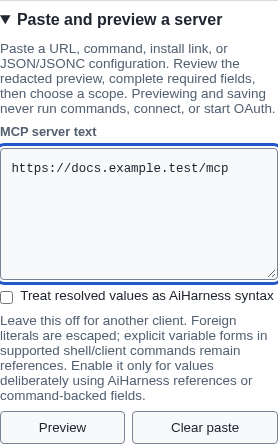 ▼ Paste and preview a server
Paste a URL, command, install link, or
JSON/JSONC configuration. Review the
redacted preview, complete required fields,
then choose a scope. Previewing and saving
never run commands, connect, or start OAuth.
MCP server text
https://docs.example.test/mcp
Treat resolved values as AiHarness syntax
Leave this off for another client. Foreign
literals are escaped; explicit variable forms in
supported shell/client commands remain
references. Enable it only for values
deliberately using AiHarness references or
command-backed fields.
Preview
Clear paste